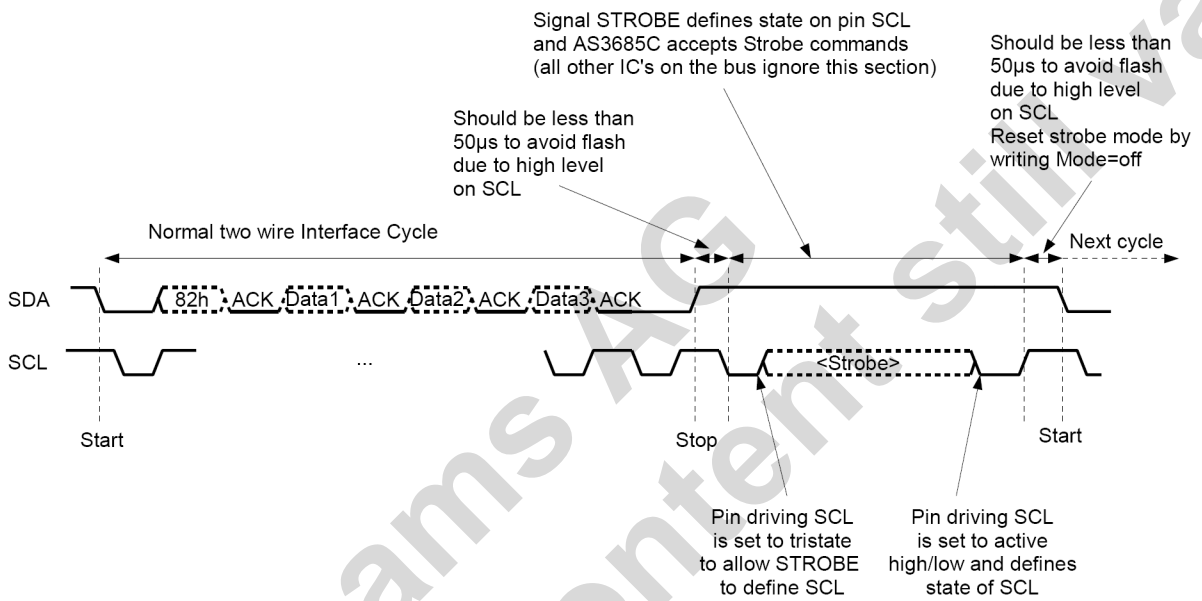 Signal STROBE defines state on pin SCL
and AS3685C accepts Strobe commands
(all other IC's on the bus ignore this section)
Should be less than
50µs to avoid flash
due to high level
on SCL
Reset strobe mode by
writing Mode=off
Should be less than
50µs to avoid flash
due to high level
on SCL
Normal two wire Interface Cycle
Next cycle
SDA
82h ACK Data1 ACK Data2 ACK Data3 ACK
SCL
...
<Strobe>
Start
Stop
Start
Pin driving SCL
is set to tristate
to allow STROBE
to define SCL
Pin driving SCL
is set to active
high/low and defines
state of SCL
ams AG
still va